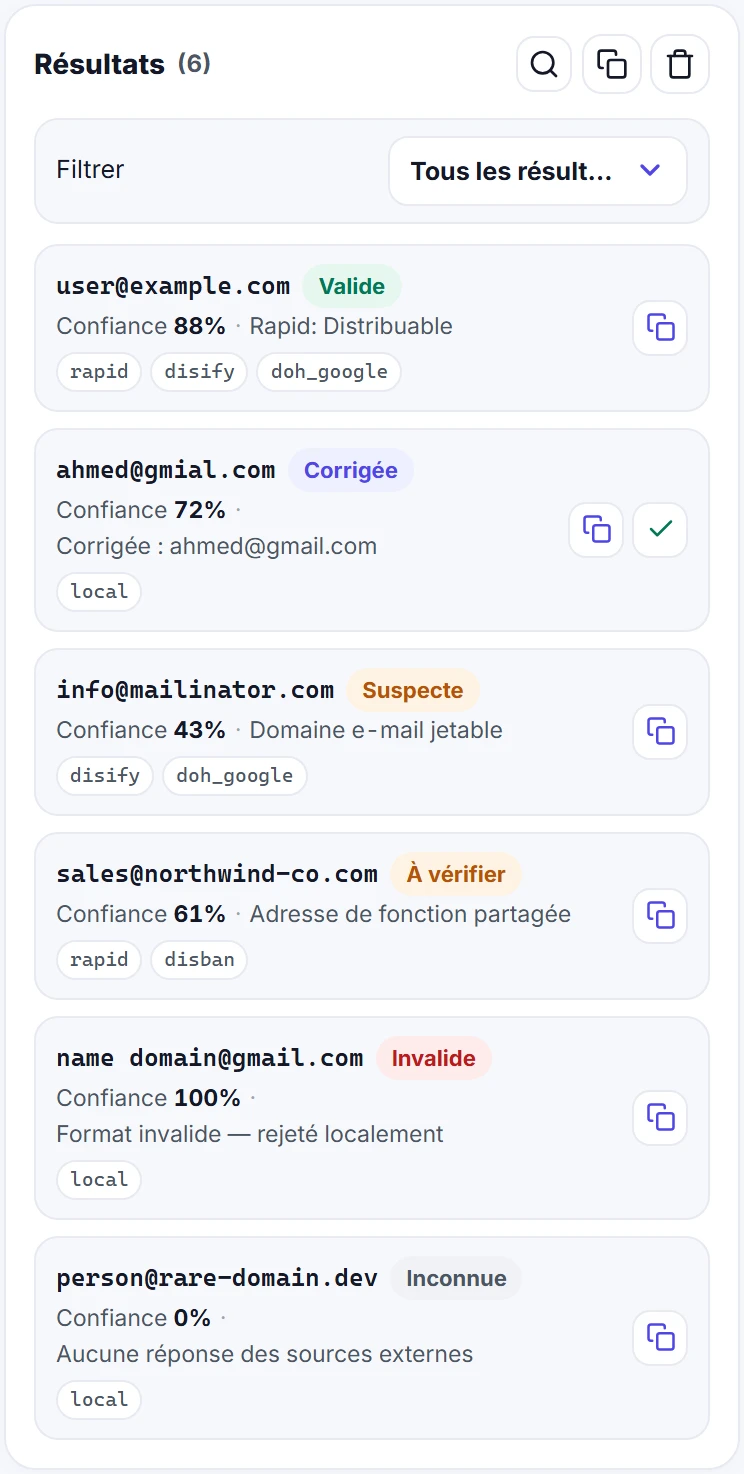 Résultats (6)
Filtrer
Tous les résult...
user@example.com Valide
Confiance 88% · Rapid: Distribuable
rapid disify doh_google
ahmed@gmial.com Corrigée
Confiance 72% ·
Corrigée : ahmed@gmail.com
local
info@mailinator.com Suspecte
Confiance 43% · Domaine e-mail jetable
disify doh_google
sales@northwind-co.com À vérifier
Confiance 61% · Adresse de fonction partagée
rapid disban
name domain@gmail.com Invalide
Confiance 100% ·
Format invalide — rejeté localement
local
person@rare-domain.dev Inconnue
Confiance 0% ·
Aucune réponse des sources externes
local